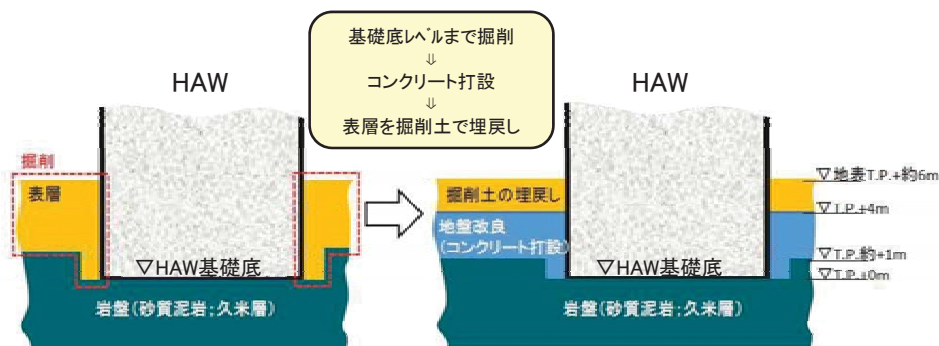 基礎底レベルまで掘削
⇓
コンクリート打設
⇓
表層を掘削土で埋戻し
HAW
掘削
表層
▽HAW基礎底
岩盤(砂質泥岩;久米層)
HAW
掘削土の埋戻し
地盤改良
(コンクリート打設)
▽HAW基礎底
岩盤(砂質泥岩;久米層)
▽地表T.P.+約6m
▽T.P.+4m
▽T.P.約+1m
▽T.P.±0m